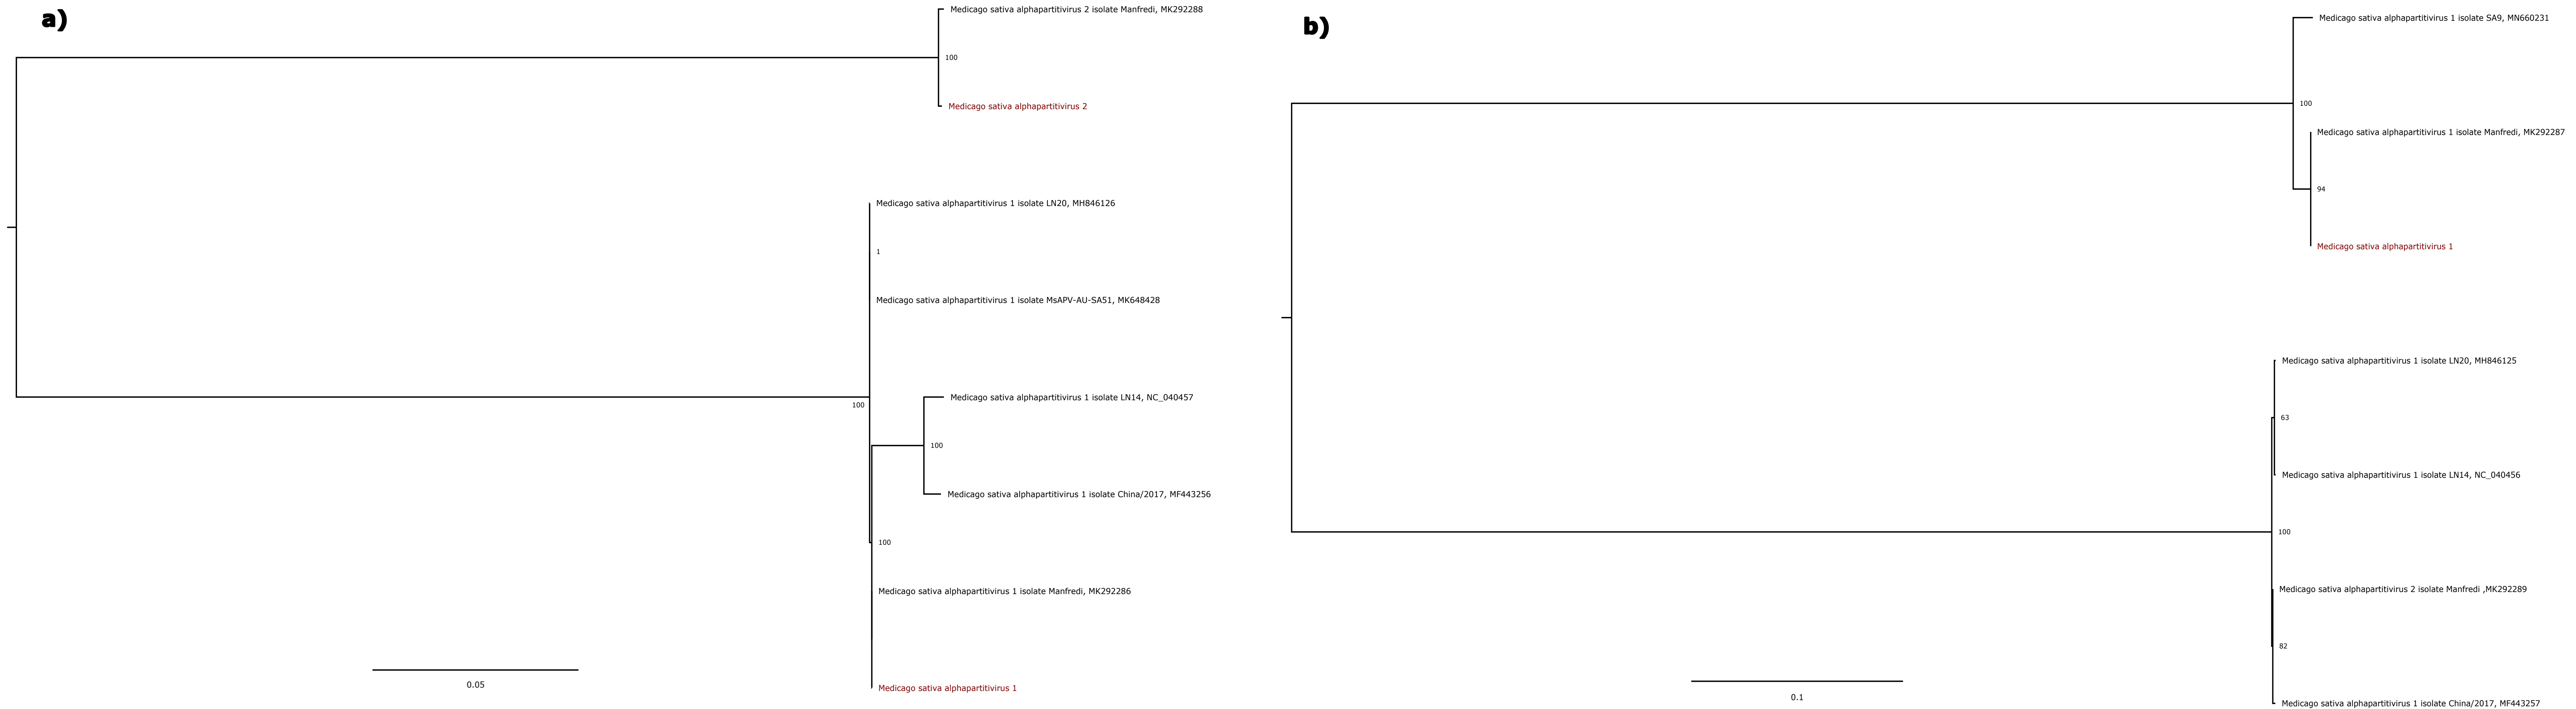 a)
Medicago sativa alphapartitivirus 2 isolate Manfredi, MK292288
100
Medicago sativa alphapartitivirus 2
Medicago sativa alphapartitivirus 1 isolate LN20, MH846126
1
Medicago sativa alphapartitivirus 1 isolate MsAPV-AU-SA51, MK648428
Medicago sativa alphapartitivirus 1 isolate LN14, NC_040457
100
100
Medicago sativa alphapartitivirus 1 isolate China/2017, MF443256
100
Medicago sativa alphapartitivirus 1 isolate Manfredi, MK292286
Medicago sativa alphapartitivirus 1
0.05
b)
Medicago sativa alphapartitivirus 1 isolate SA9, MN660231
100
Medicago sativa alphapartitivirus 1 isolate Manfredi, MK292287
94
Medicago sativa alphapartitivirus 1
Medicago sativa alphapartitivirus 1 isolate LN20, MH846125
63
Medicago sativa alphapartitivirus 1 isolate LN14, NC_040456
100
Medicago sativa alphapartitivirus 2 isolate Manfredi ,MK292289
82
Medicago sativa alphapartitivirus 1 isolate China/2017, MF443257
0.1